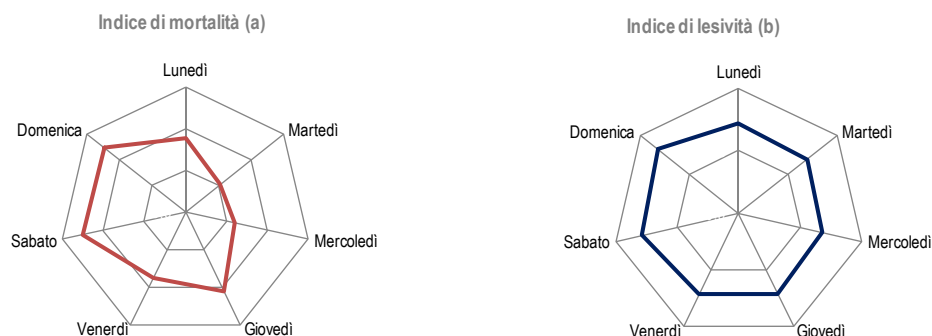 Indice di mortalità (a)
Lunedì
Martedì
Mercoledì
Giovedì
Venerdì
Sabato
Domenica
Indice di lesività (b)
Lunedì
Martedì
Mercoledì
Giovedì
Venerdì
Sabato
Domenica